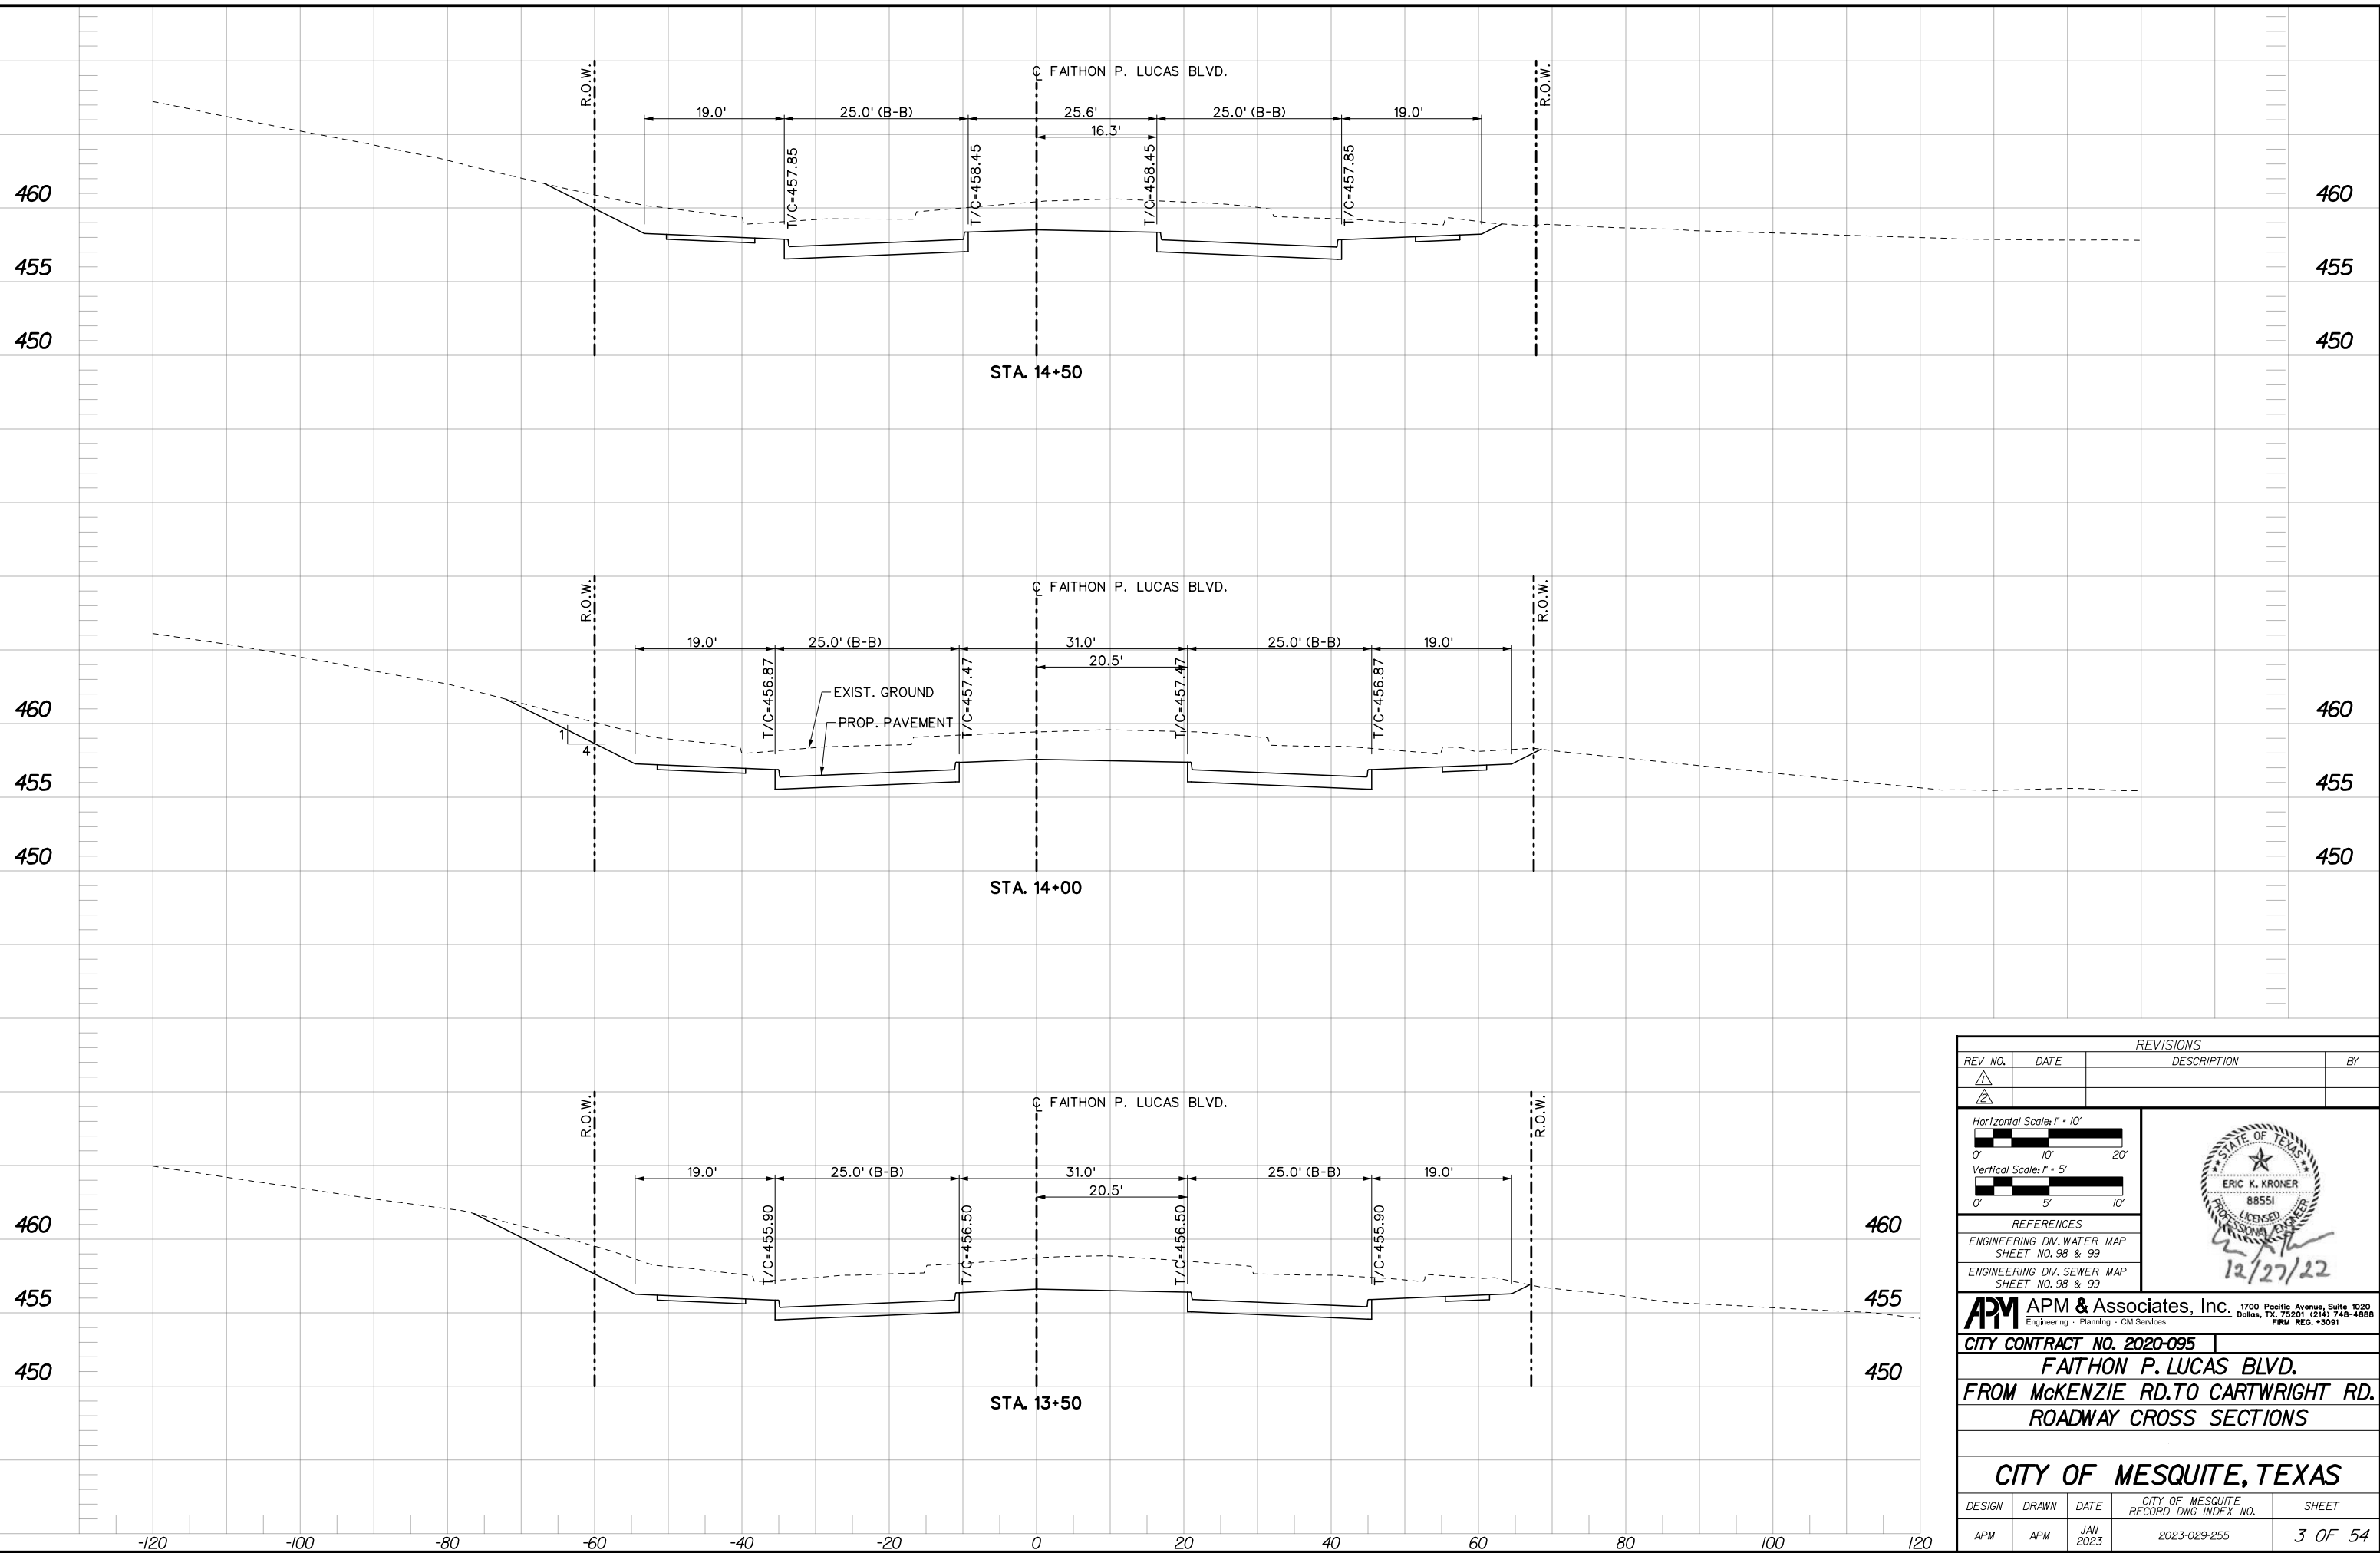 R.O.W.
℄ FAITHON P. LUCAS BLVD.
R.O.W.
19.0' 25.0' (B-B) 25.6' 25.0' (B-B) 19.0'
16.3'
T/C=457.85 T/C=458.45 T/C=458.45 T/C=457.85
460 460
455 455
450 450
STA. 14+50
R.O.W.
℄ FAITHON P. LUCAS BLVD.
R.O.W.
19.0' 25.0' (B-B) 31.0' 25.0' (B-B) 19.0'
20.5'
T/C=456.87 T/C=457.47 T/C=457.47 T/C=456.87
EXIST. GROUND
PROP. PAVEMENT
1
4
460 460
455 455
450 450
STA. 14+00
R.O.W.
℄ FAITHON P. LUCAS BLVD.
R.O.W.
19.0' 25.0' (B-B) 31.0' 25.0' (B-B) 19.0'
20.5'
T/C=455.90 T/C=456.50 T/C=456.50 T/C=455.90
460 460
455 455
450 450
STA. 13+50
-120 -100 -80 -60 -40 -20 0 20 40 60 80 100 120
REVISIONS
REV NO. DATE DESCRIPTION BY
1
2
Horizontal Scale: 1" = 10'
0' 10' 20'
Vertical Scale: 1" = 5'
0' 5' 10'
REFERENCES
ENGINEERING DIV. WATER MAP
SHEET NO. 98 & 99
ENGINEERING DIV. SEWER MAP
SHEET NO. 98 & 99
STATE OF TEXAS
ERIC K. KRONER
88551
LICENSED
PROFESSIONAL ENGINEER
12/27/22
APM
APM & Associates, Inc.
Engineering - Planning - CM Services
1700 Pacific Avenue, Suite 1020
Dallas, TX. 75201 (214) 748-4888
FIRM REG. #3091
CITY CONTRACT NO. 2020-095
FAITHON P. LUCAS BLVD.
FROM McKENZIE RD. TO CARTWRIGHT RD.
ROADWAY CROSS SECTIONS
CITY OF MESQUITE, TEXAS
DESIGN DRAWN DATE CITY OF MESQUITE RECORD DWG INDEX NO. SHEET
APM APM JAN 2023 2023-029-255 3 OF 54